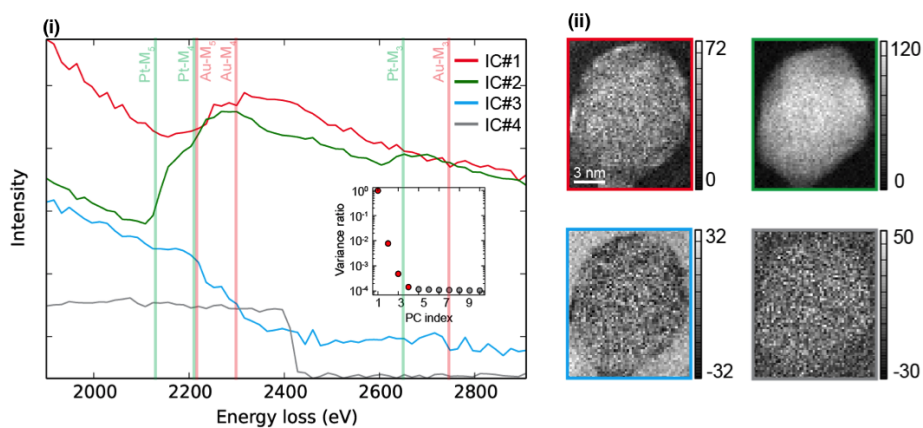 (i)
Pt-M5
Pt-M4
Au-M5
Au-M4
Pt-M3
Au-M3
IC#1
IC#2
IC#3
IC#4
Intensity
2000
2200
2400
2600
2800
Energy loss (eV)
Variance ratio
10^0
10^-1
10^-2
10^-3
10^-4
1
3
5
7
9
PC index
(ii)
72
0
3 nm
120
0
32
-32
50
-30